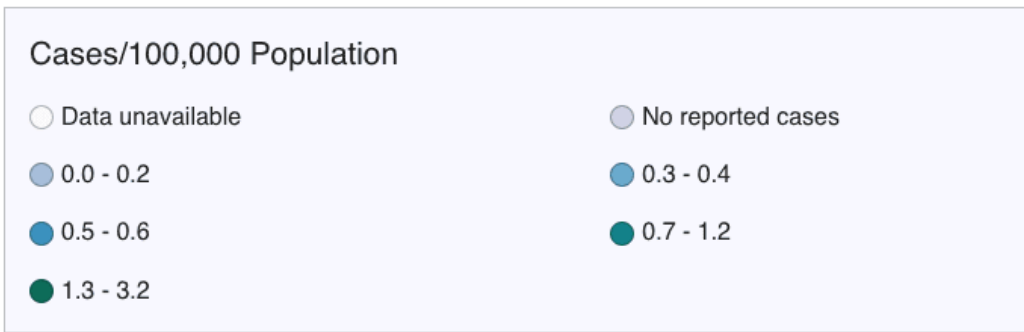 Cases/100,000 Population
Data unavailable
No reported cases
0.0 - 0.2
0.3 - 0.4
0.5 - 0.6
0.7 - 1.2
1.3 - 3.2